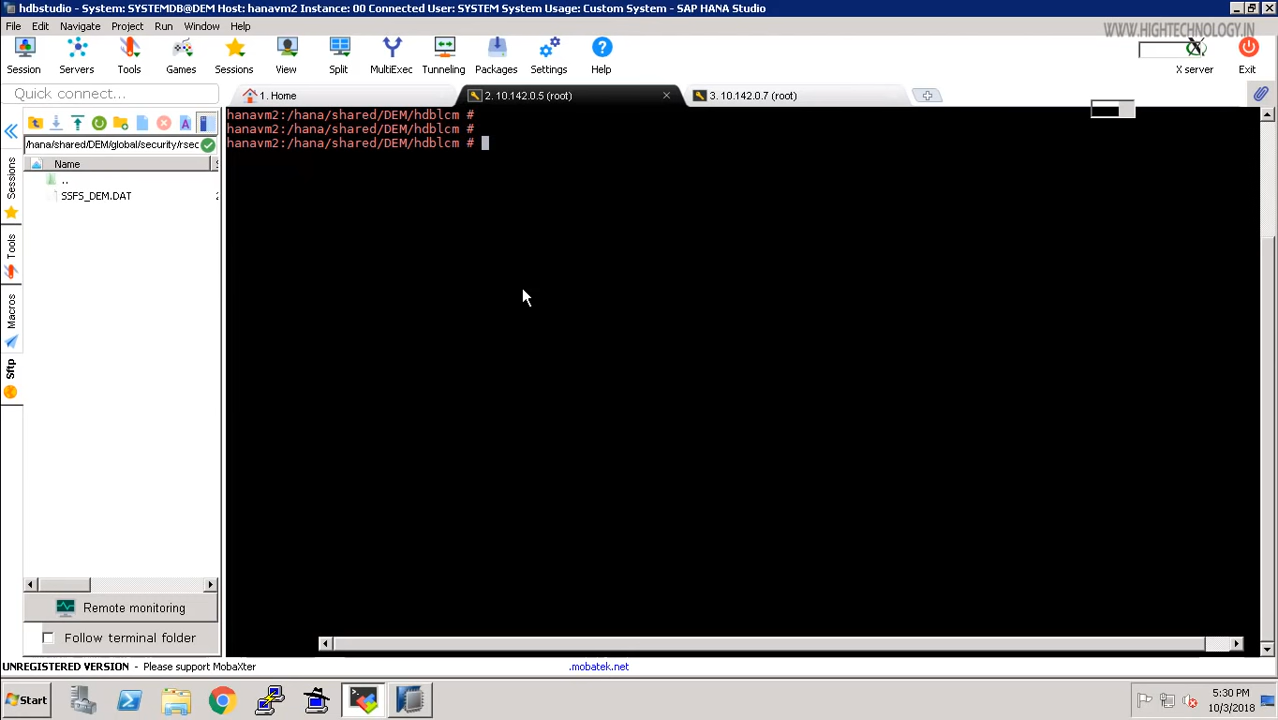 hdbstudio - System: SYSTEMDB@DEM Host: hanavm2 Instance: 00 Connected User: SYSTEM System Usage: Custom System - SAP HANA Studio
WWW.HIGHTECHNOLOGY.IN
File Edit Navigate Project Run Window Help
Session Servers Tools Games Sessions View Split MultiExec Tunneling Packages Settings Help X server Exit
Quick connect...
1. Home
2. 10.142.0.5 (root)
3. 10.142.0.7 (root)
hanavm2:/hana/shared/DEM/hdblcm #
hanavm2:/hana/shared/DEM/hdblcm #
hanavm2:/hana/shared/DEM/hdblcm #
/hana/shared/DEM/global/security/rsec
Name
..
SSFS_DEM.DAT
Sessions
Tools
Macros
Sftp
Remote monitoring
Follow terminal folder
UNREGISTERED VERSION - Please support MobaXter
.mobatek.net
Start
5:30 PM
10/3/2018